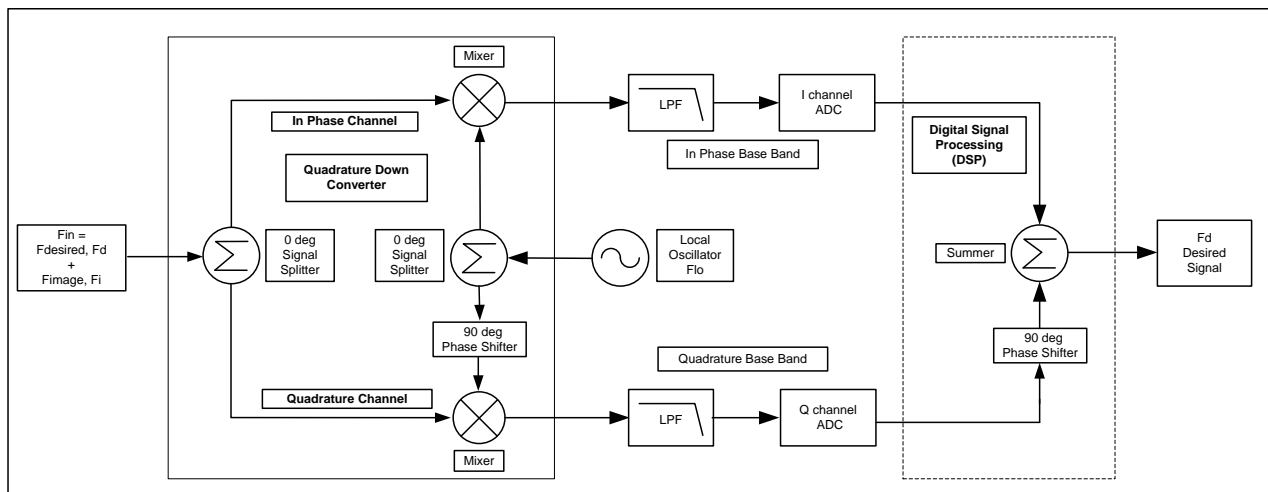 Mixer
In Phase Channel
Quadrature Down
Converter
Fin =
Fdesired, Fd
+
Fimage, Fi
0 deg
Signal
Splitter
0 deg
Signal
Splitter
Local
Oscillator
Flo
90 deg
Phase Shifter
Quadrature Channel
Mixer
LPF
I channel
ADC
In Phase Base Band
Quadrature Base Band
LPF
Q channel
ADC
Digital Signal
Processing
(DSP)
Summer
90 deg
Phase Shifter
Fd
Desired
Signal